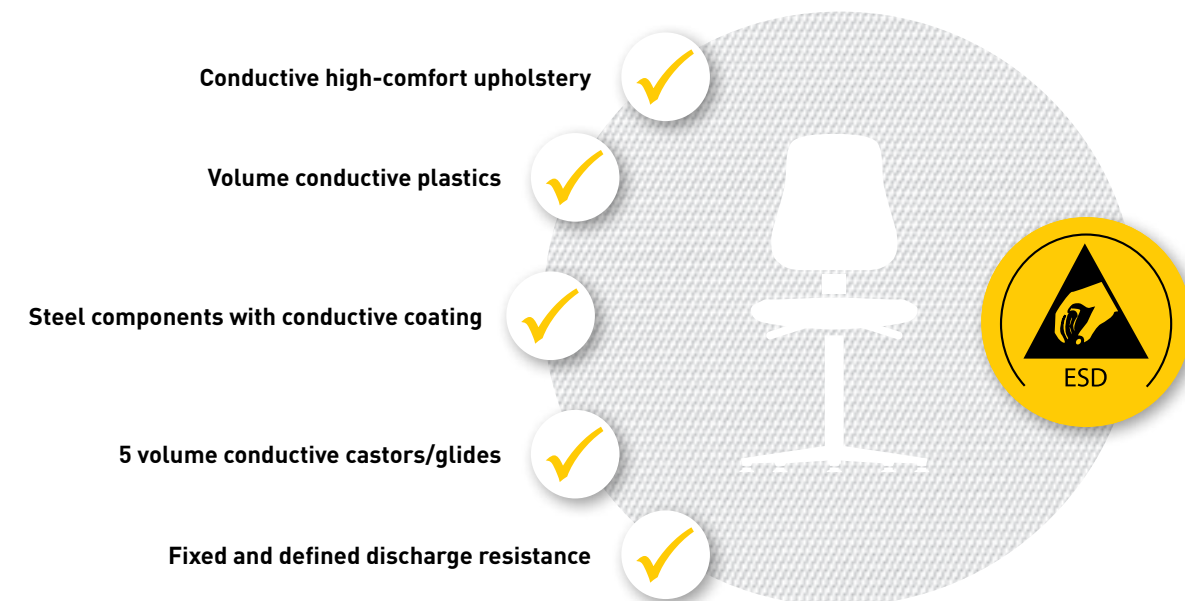 Conductive high-comfort upholstery
Volume conductive plastics
Steel components with conductive coating
ESD
5 volume conductive castors/glides
Fixed and defined discharge resistance